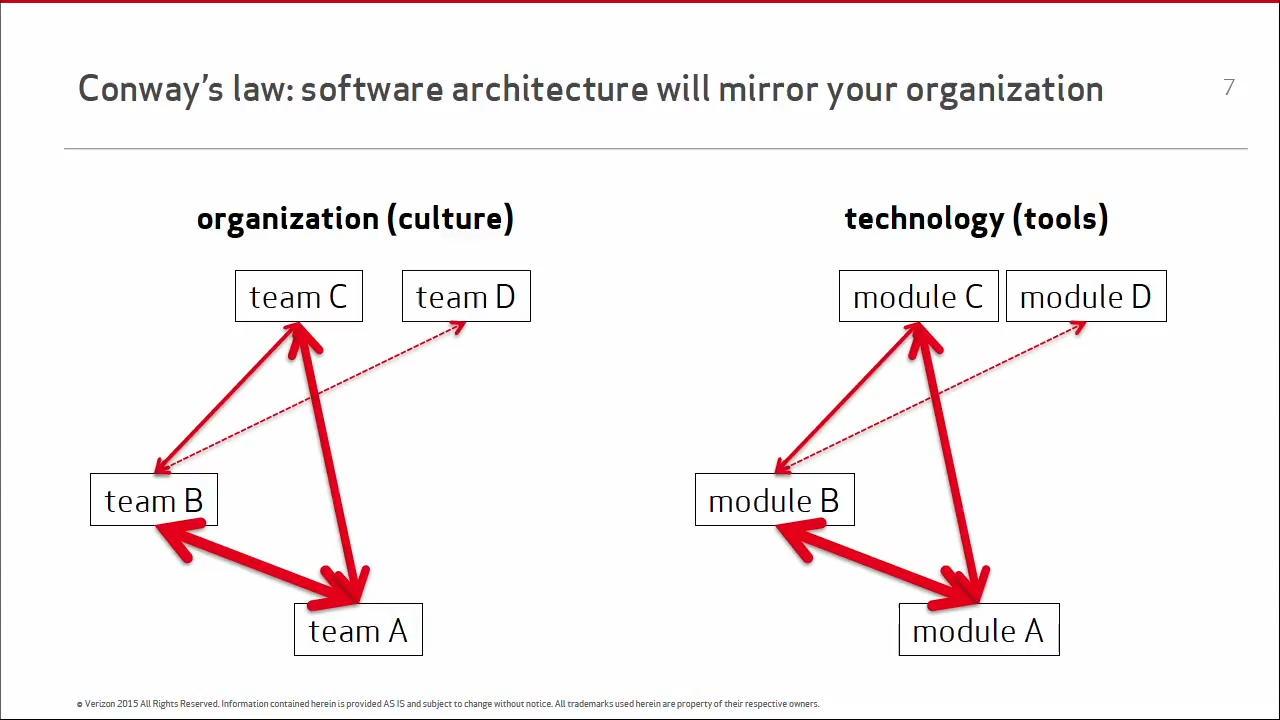 Conway's law: software architecture will mirror your organization
7
organization (culture)
technology (tools)
team C
team D
module C
module D
team B
module B
team A
module A
© Verizon 2015 All Rights Reserved. Information contained herein is provided AS IS and subject to change without notice. All trademarks used herein are property of their respective owners.